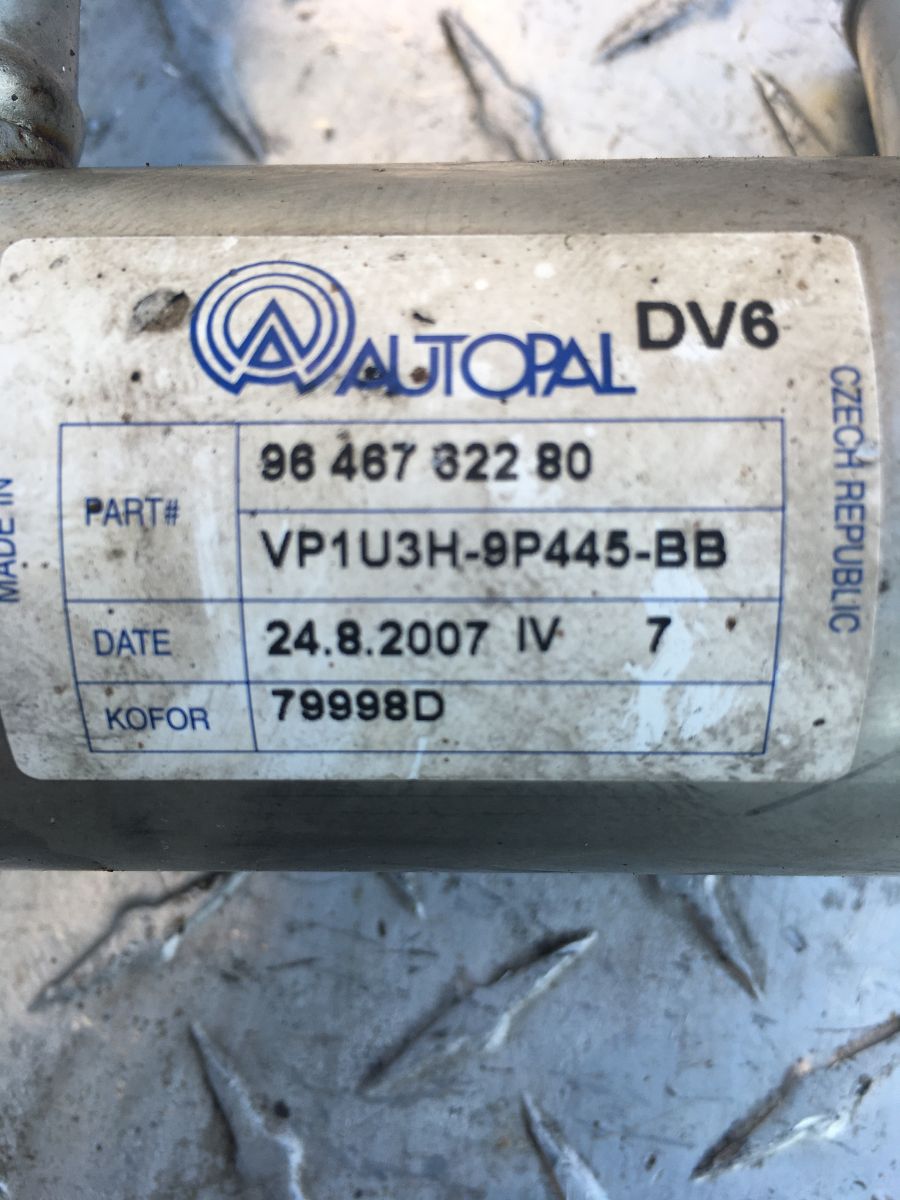 AUTOPAL
DV6
PART#
96 467 622 80
VP1U3H-9P445-BB
DATE
24.8.2007 IV 7
KOFOR
79998D
MADE IN
CZECH REPUBLIC